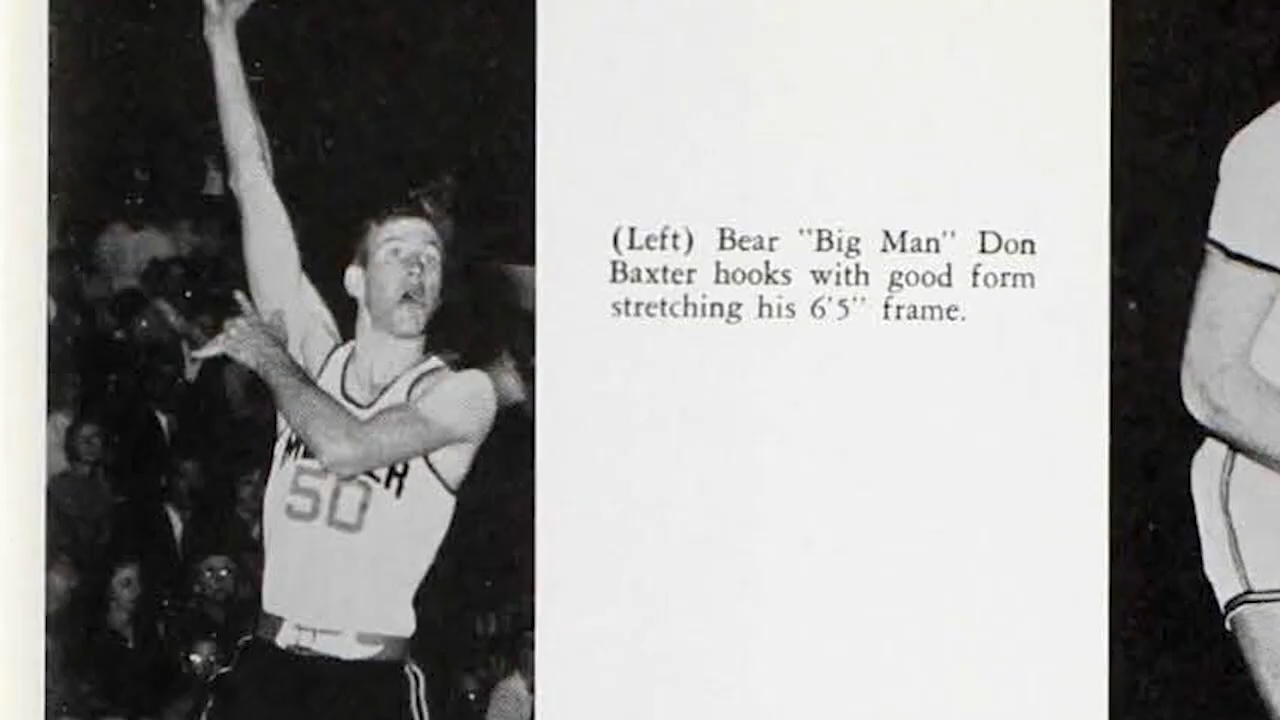 (Left) Bear "Big Man" Don
Baxter hooks with good form
stretching his 6'5" frame.
50